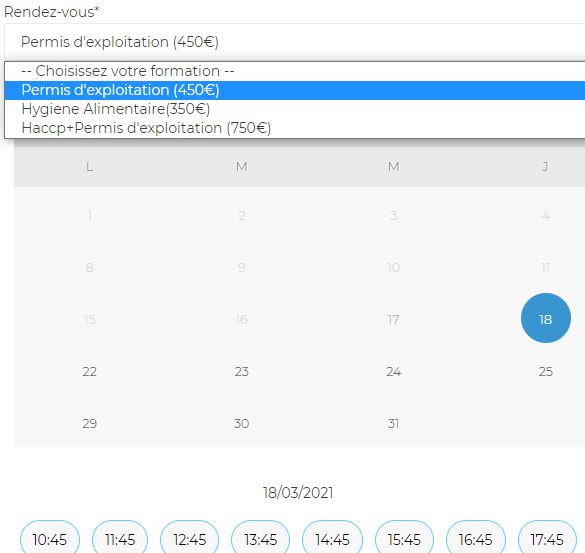 Rendez-vous*
Permis d'exploitation (450€)
-- Choisissez votre formation --
Permis d'exploitation (450€)
Hygiene Alimentaire(350€)
Haccp+Permis d'exploitation (750€)
L M M J
1 2 3 4
8 9 10 11
15 16 17 18
22 23 24 25
29 30 31
18/03/2021
10:45 11:45 12:45 13:45 14:45 15:45 16:45 17:45